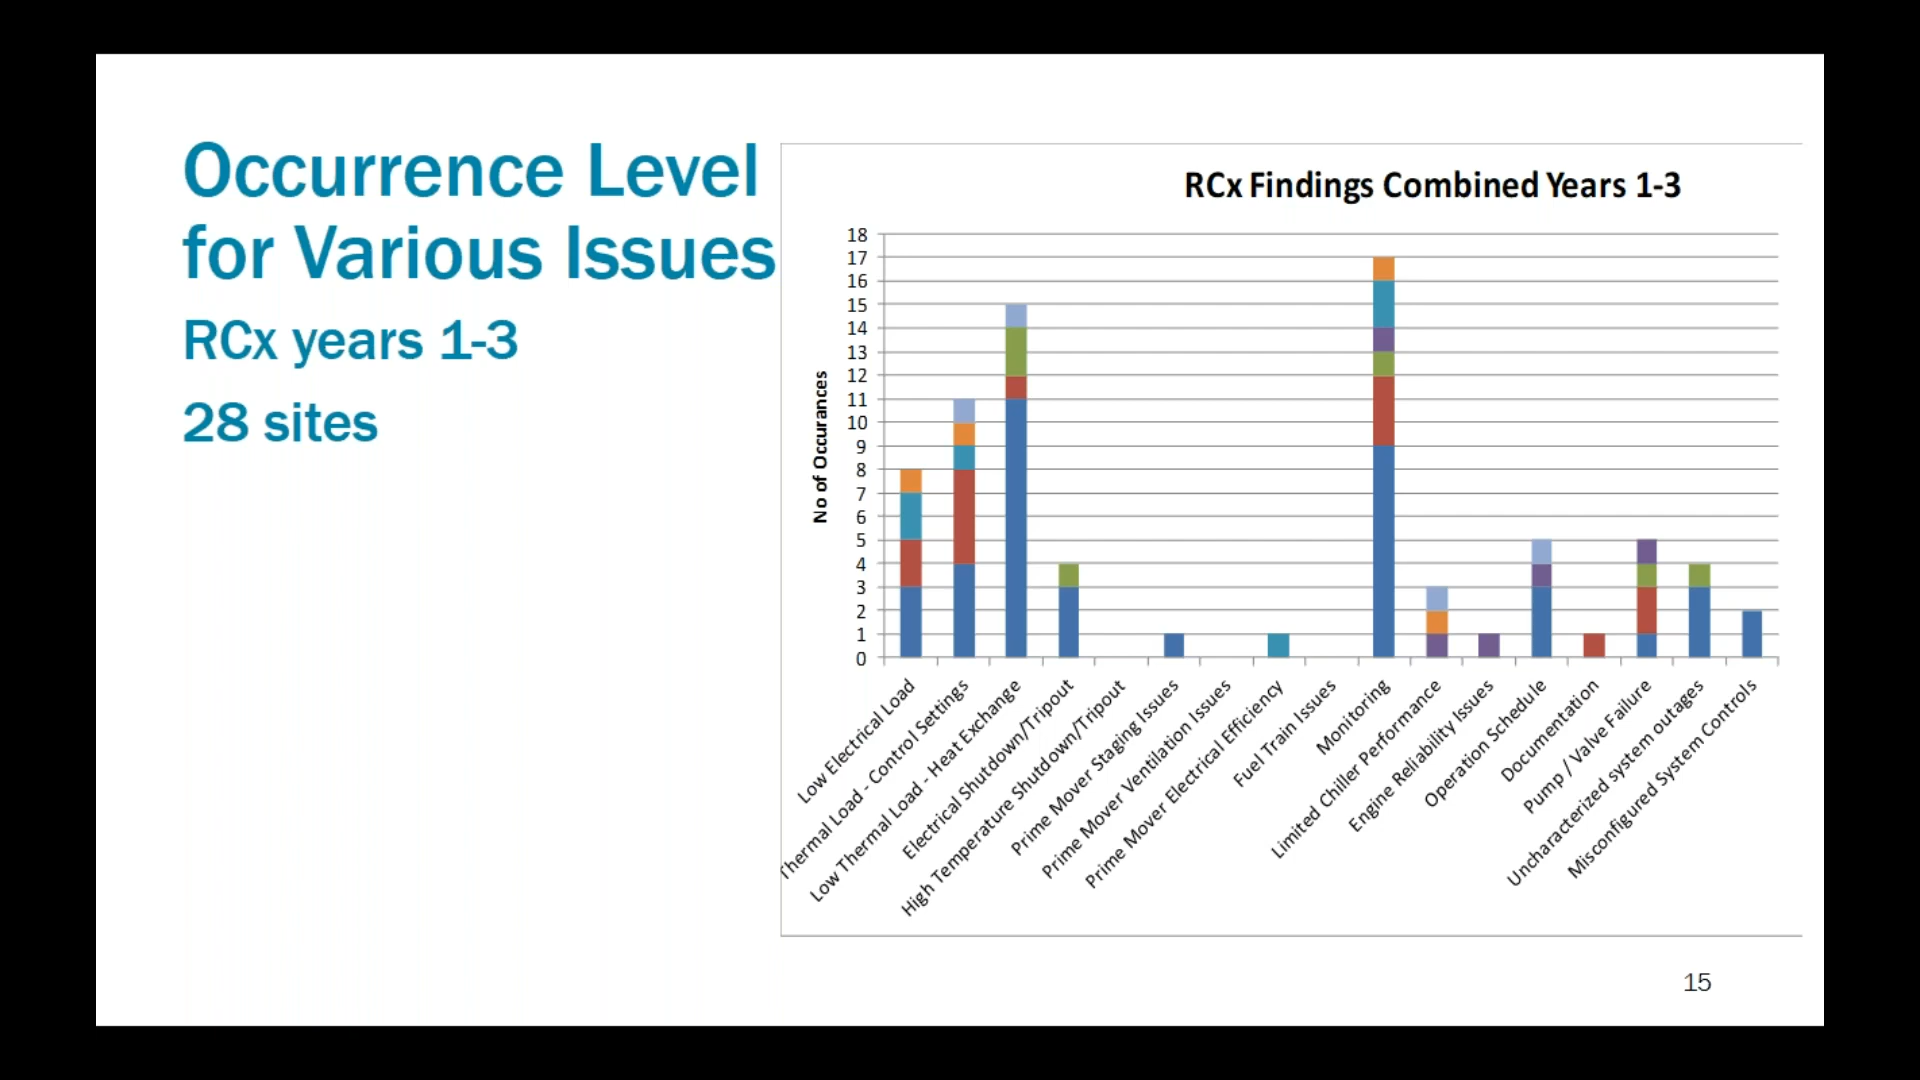 Occurrence Level
for Various Issues
RCx years 1-3
28 sites
RCx Findings Combined Years 1-3
No of Occurances
18
17
16
15
14
13
12
11
10
9
8
7
6
5
4
3
2
1
0
Low Electrical Load
Thermal Load - Control Settings
Low Thermal Load - Heat Exchange
Electrical Shutdown/Tripout
High Temperature Shutdown/Tripout
Prime Mover Staging Issues
Prime Mover Ventilation Issues
Prime Mover Electrical Efficiency
Fuel Train Issues
Monitoring
Limited Chiller Performance
Engine Reliability Issues
Operation Schedule
Documentation
Pump / Valve Failure
Uncharacterized system outages
Misconfigured System Controls
15